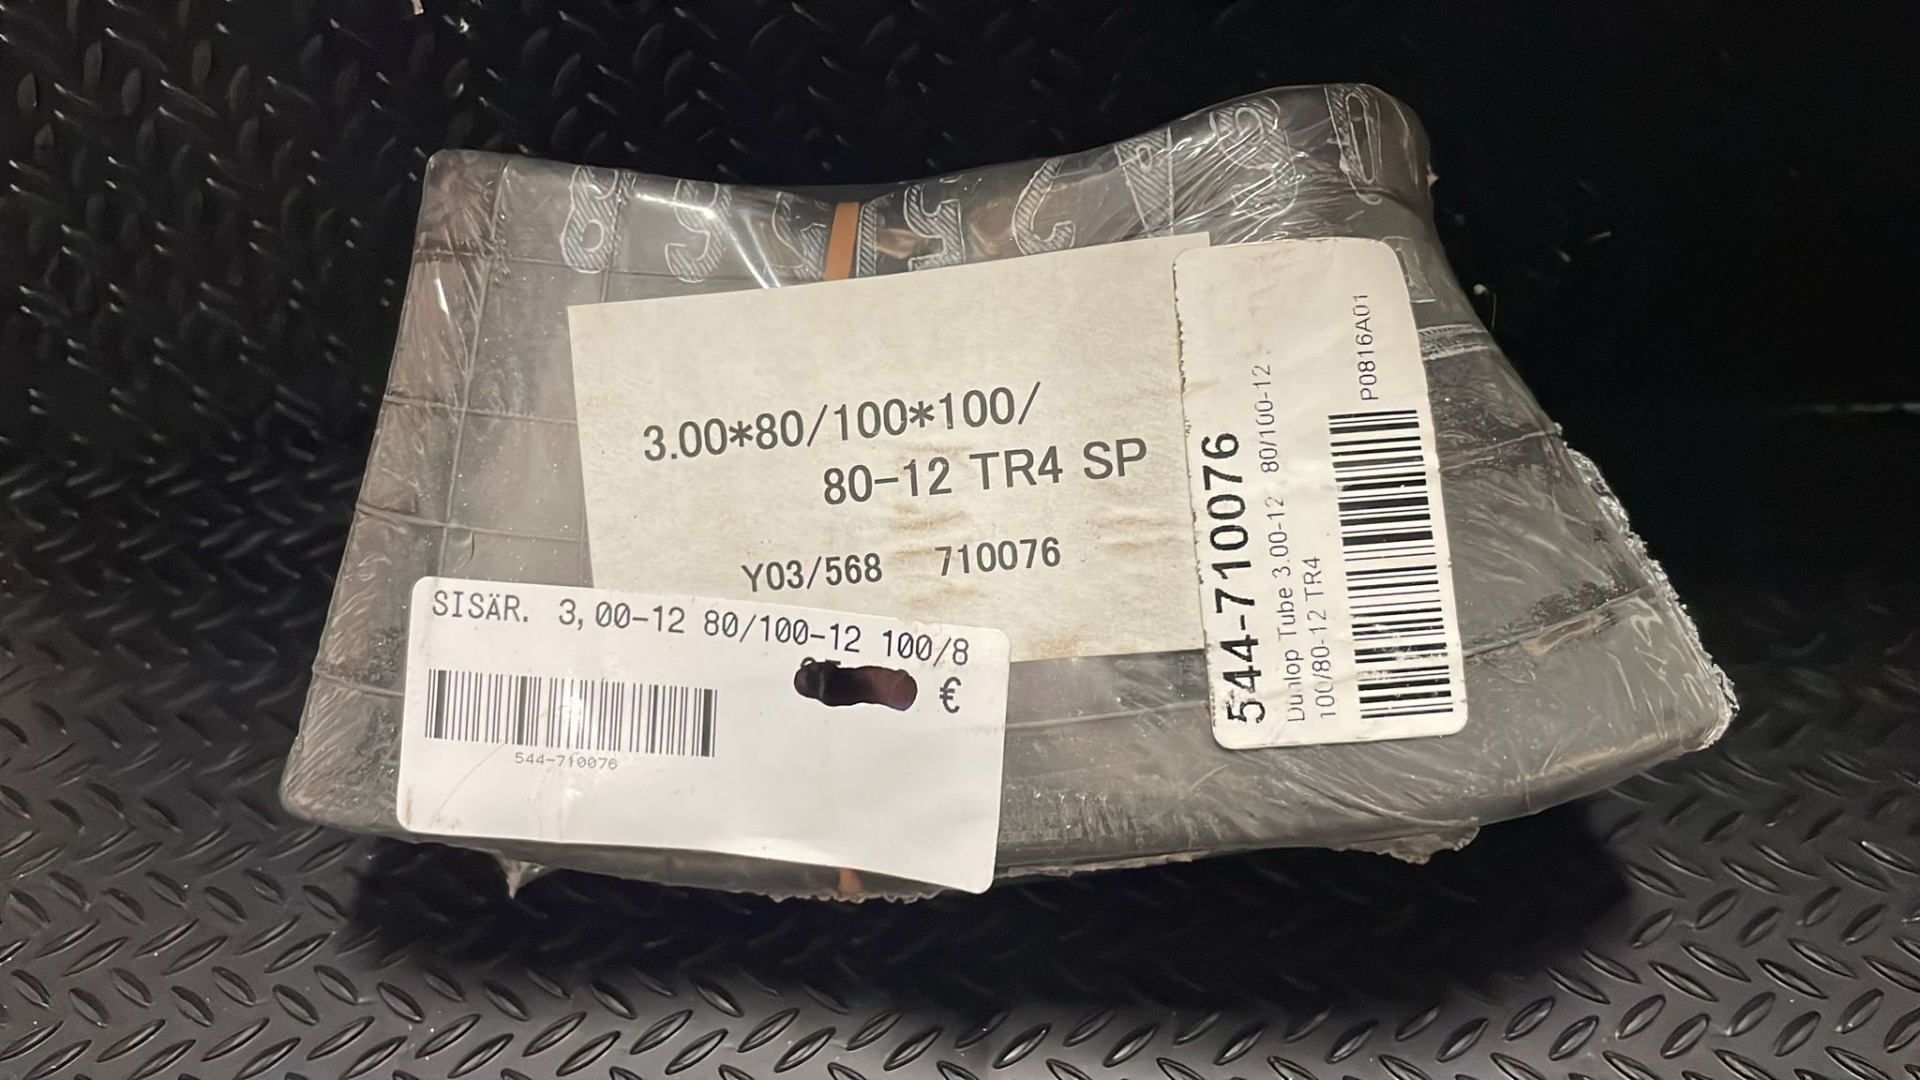 3.00*80/100*100/
80-12 TR4 SP
Y03/568 710076
SISÄR. 3,00-12 80/100-12 100/8
€
544-710076
544-710076
Dunlop Tube 3.00-12, 80/100-12,
100/80-12 TR4
P0816A01